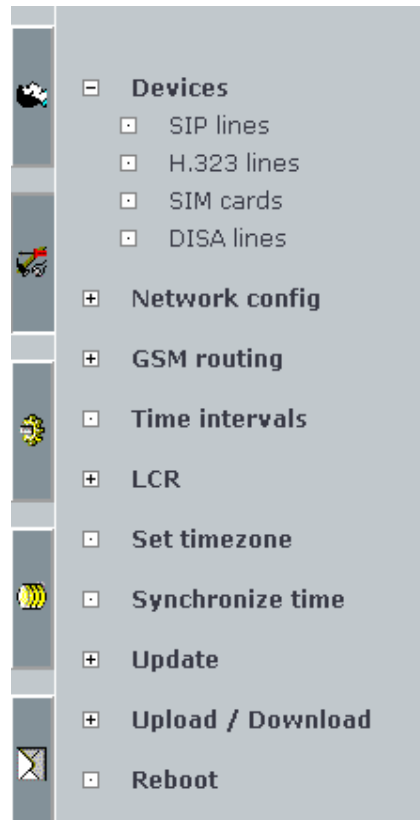 Devices
SIP lines
H.323 lines
SIM cards
DISA lines
Network config
GSM routing
Time intervals
LCR
Set timezone
Synchronize time
Update
Upload / Download
Reboot